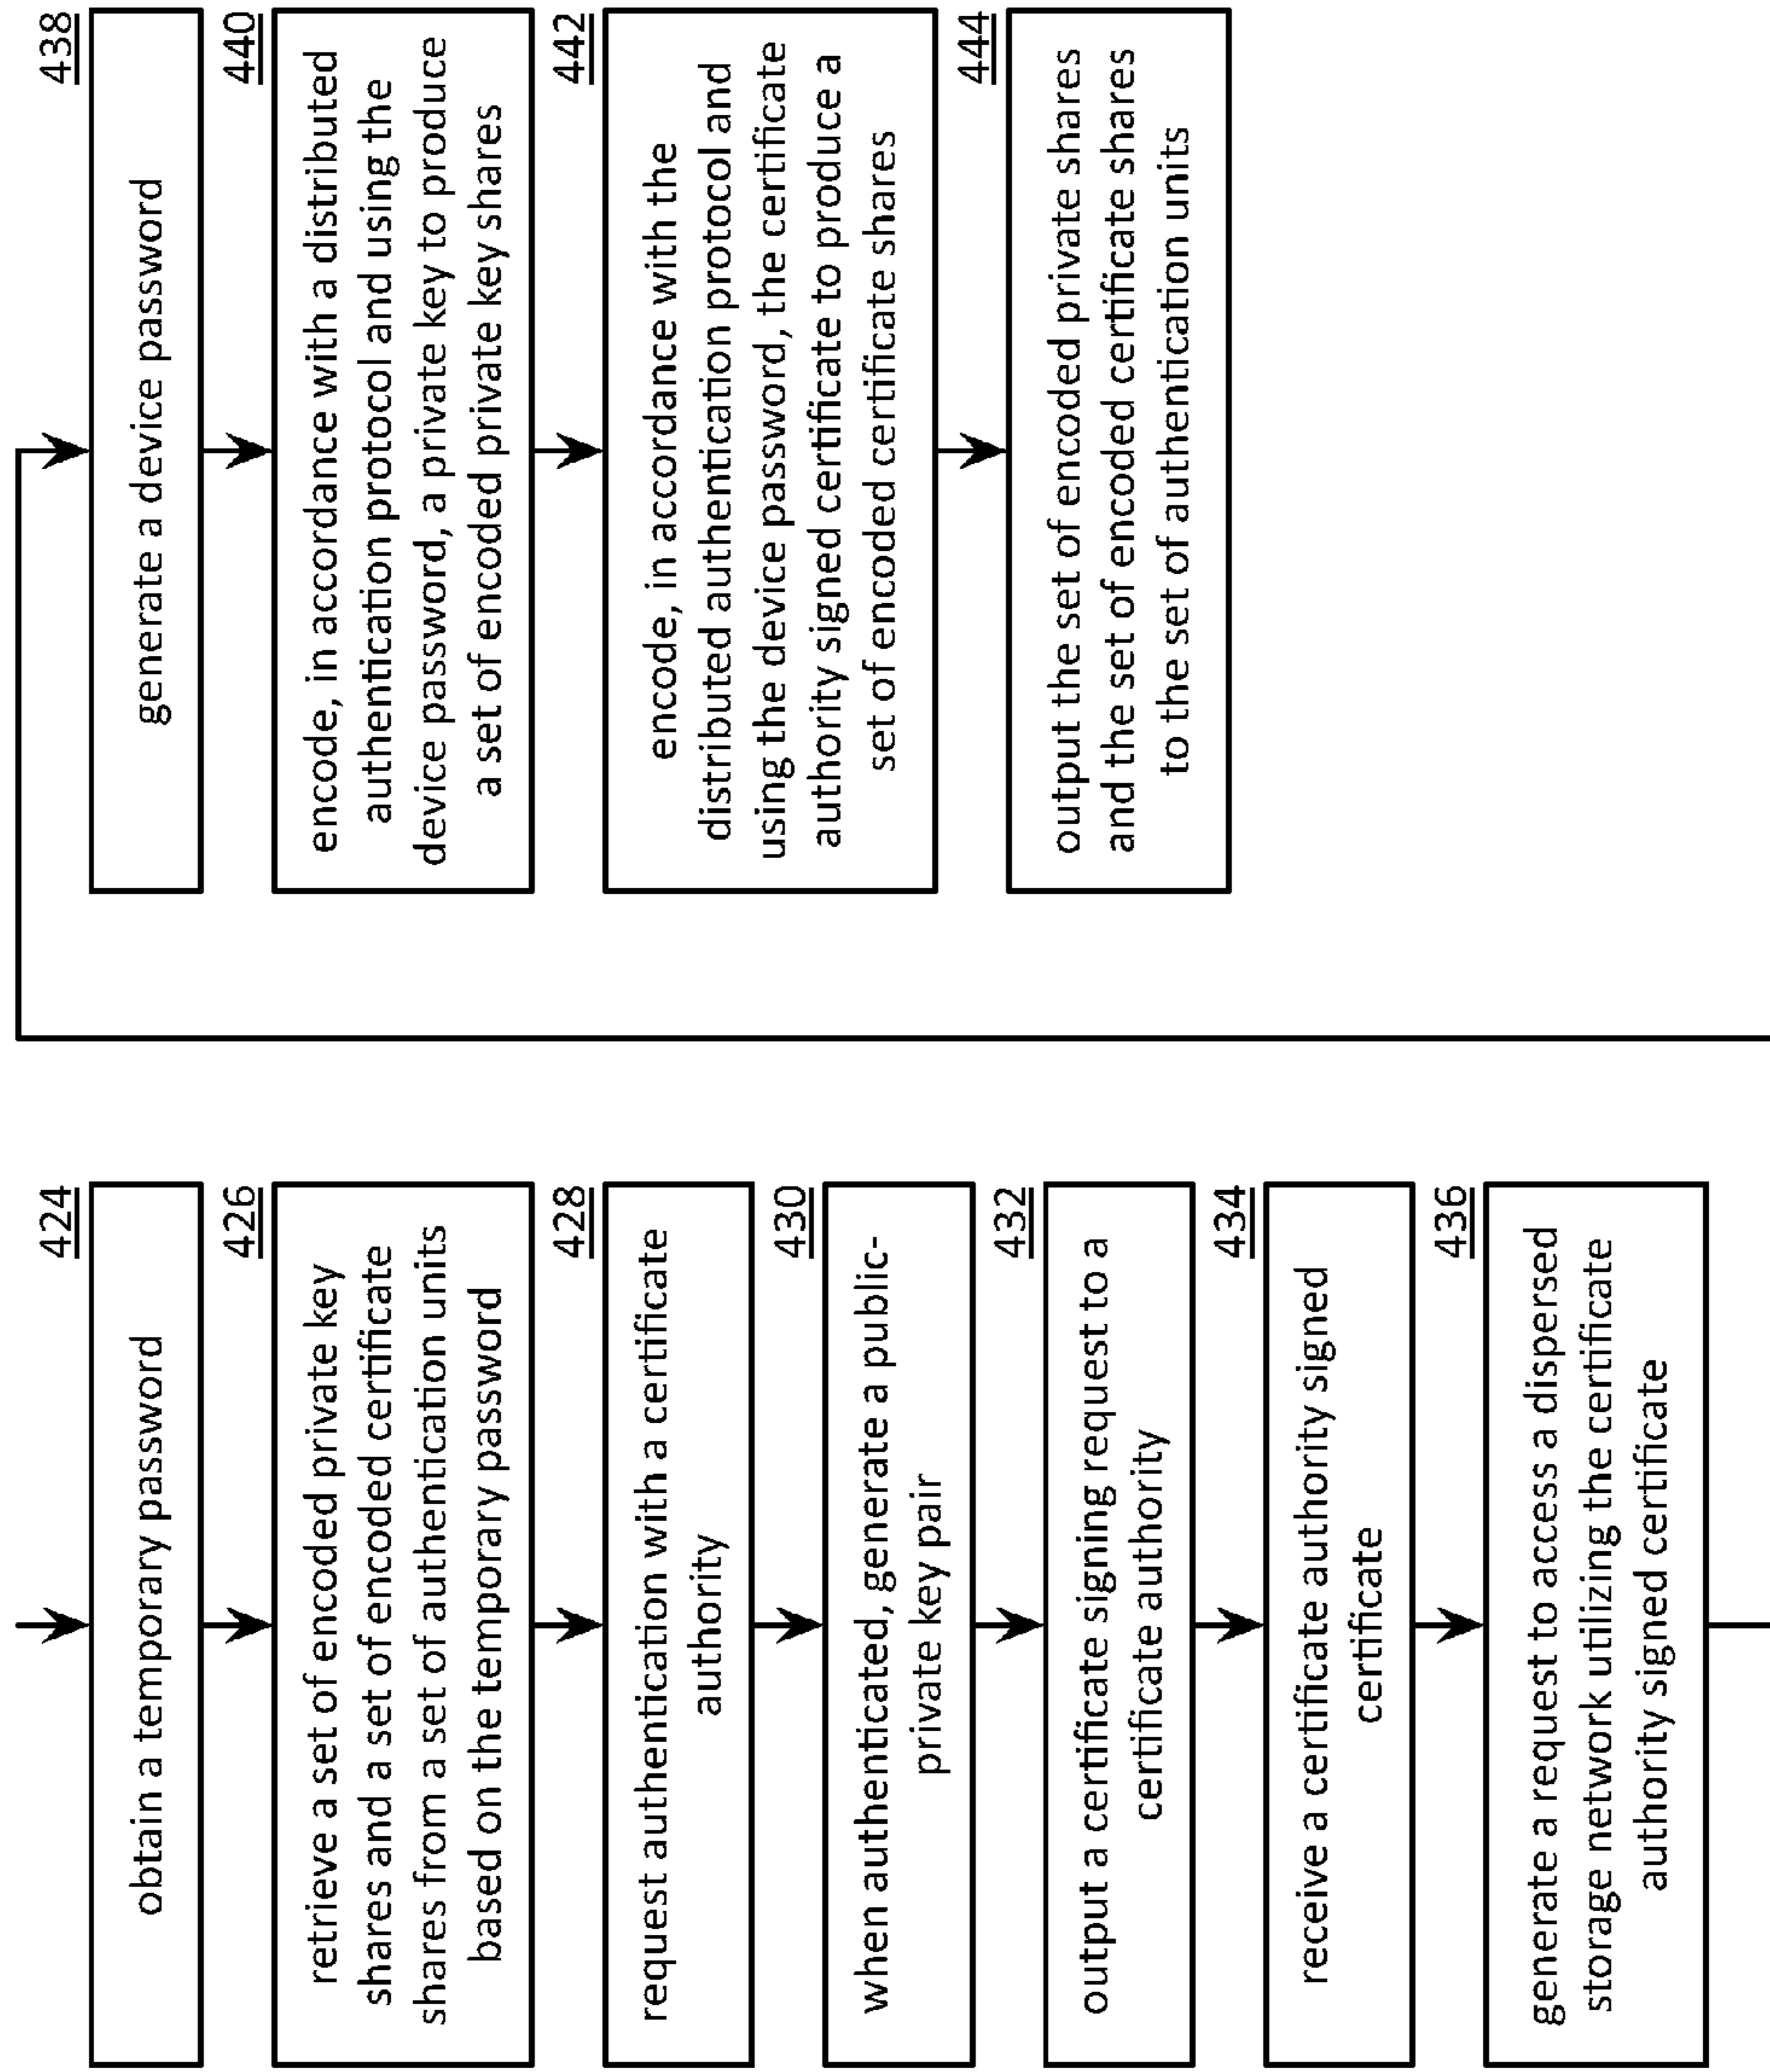 424
obtain a temporary password
426
retrieve a set of encoded private key
shares and a set of encoded certificate
shares from a set of authentication units
based on the temporary password
428
request authentication with a certificate
authority
430
when authenticated, generate a public-
private key pair
432
output a certificate signing request to a
certificate authority
434
receive a certificate authority signed
certificate
436
generate a request to access a dispersed
storage network utilizing the certificate
authority signed certificate
438
generate a device password
440
encode, in accordance with a distributed
authentication protocol and using the
device password, a private key to produce
a set of encoded private key shares
442
encode, in accordance with the
distributed authentication protocol and
using the device password, the certificate
authority signed certificate to produce a
set of encoded certificate shares
444
output the set of encoded private shares
and the set of encoded certificate shares
to the set of authentication units